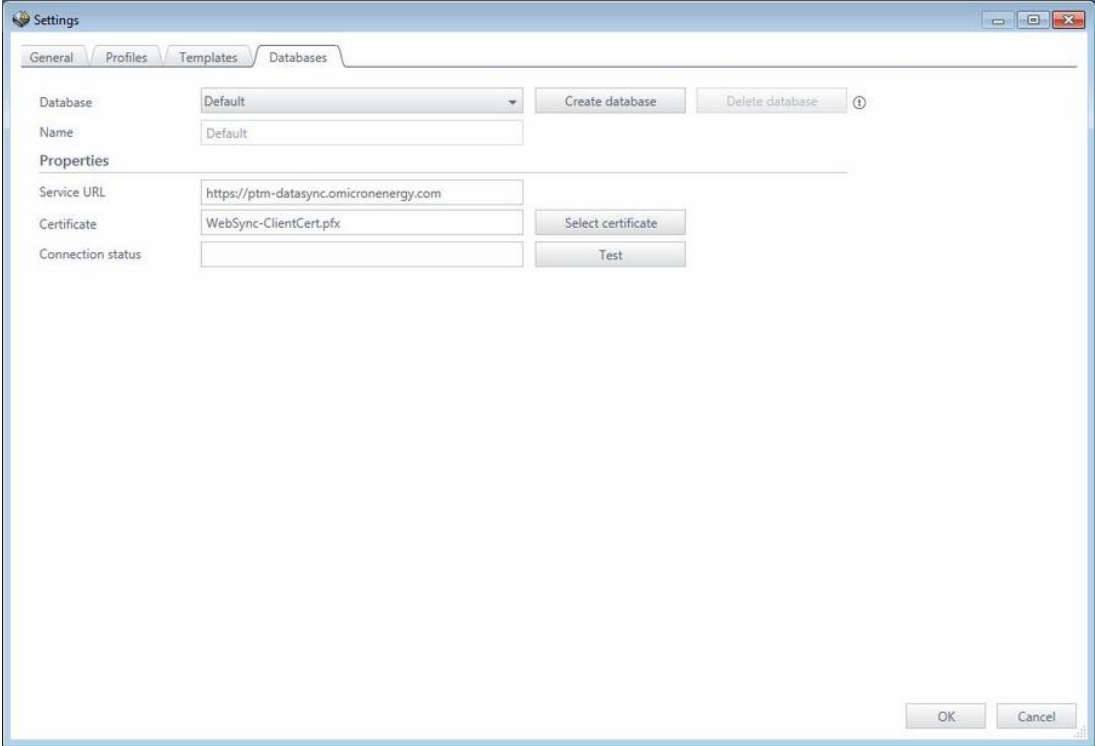 Settings
General Profiles Templates Databases
Database Default Create database Delete database
Name Default
Properties
Service URL https://ptm-datasync.omicronenergy.com
Certificate WebSync-ClientCert.pfx Select certificate
Connection status Test
OK Cancel